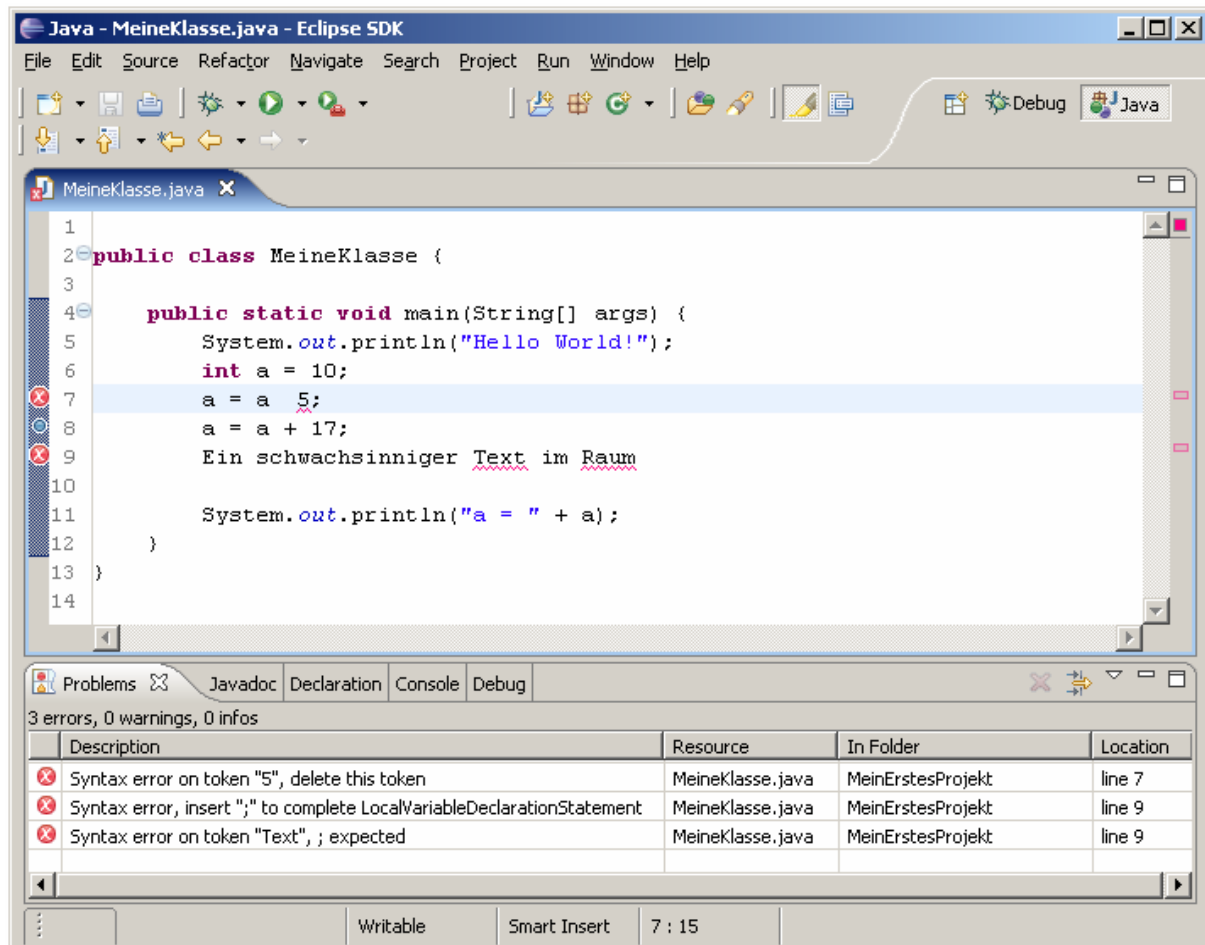 Java - MeineKlasse.java - Eclipse SDK
File Edit Source Refactor Navigate Search Project Run Window Help
Debug Java
MeineKlasse.java
1
2 public class MeineKlasse {
3
4 public static void main(String[] args) {
5 System.out.println("Hello World!");
6 int a = 10;
7 a = a  5;
8 a = a + 17;
9 Ein schwachsinniger Text im Raum
10
11 System.out.println("a = " + a);
12 }
13 }
14
Problems Javadoc Declaration Console Debug
3 errors, 0 warnings, 0 infos
Description Resource In Folder Location
Syntax error on token "5", delete this token MeineKlasse.java MeinErstesProjekt line 7
Syntax error, insert ";" to complete LocalVariableDeclarationStatement MeineKlasse.java MeinErstesProjekt line 9
Syntax error on token "Text", ; expected MeineKlasse.java MeinErstesProjekt line 9
Writable Smart Insert 7 : 15